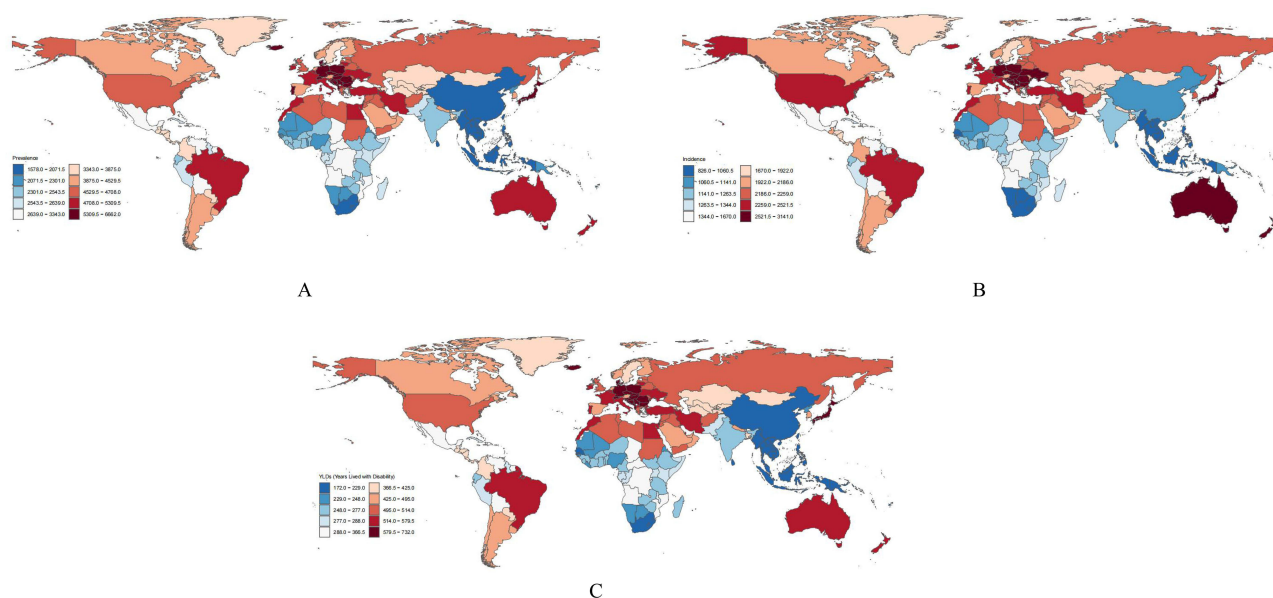 Prevalence
1578.0 ~ 2071.5
2071.5 ~ 2301.0
2301.0 ~ 2543.5
2543.5 ~ 2639.0
2639.0 ~ 3343.0
3343.0 ~ 3875.0
3875.0 ~ 4529.5
4529.5 ~ 4708.0
4708.0 ~ 5309.5
5309.5 ~ 6662.0
A
Incidence
826.0 ~ 1060.5
1060.5 ~ 1141.0
1141.0 ~ 1263.5
1263.5 ~ 1344.0
1344.0 ~ 1670.0
1670.0 ~ 1922.0
1922.0 ~ 2186.0
2186.0 ~ 2259.0
2259.0 ~ 2521.5
2521.5 ~ 3141.0
B
YLDs (Years Lived with Disability)
172.0 ~ 229.0
229.0 ~ 248.0
248.0 ~ 277.0
277.0 ~ 288.0
288.0 ~ 366.5
366.5 ~ 425.0
425.0 ~ 495.0
495.0 ~ 514.0
514.0 ~ 579.5
579.5 ~ 732.0
C